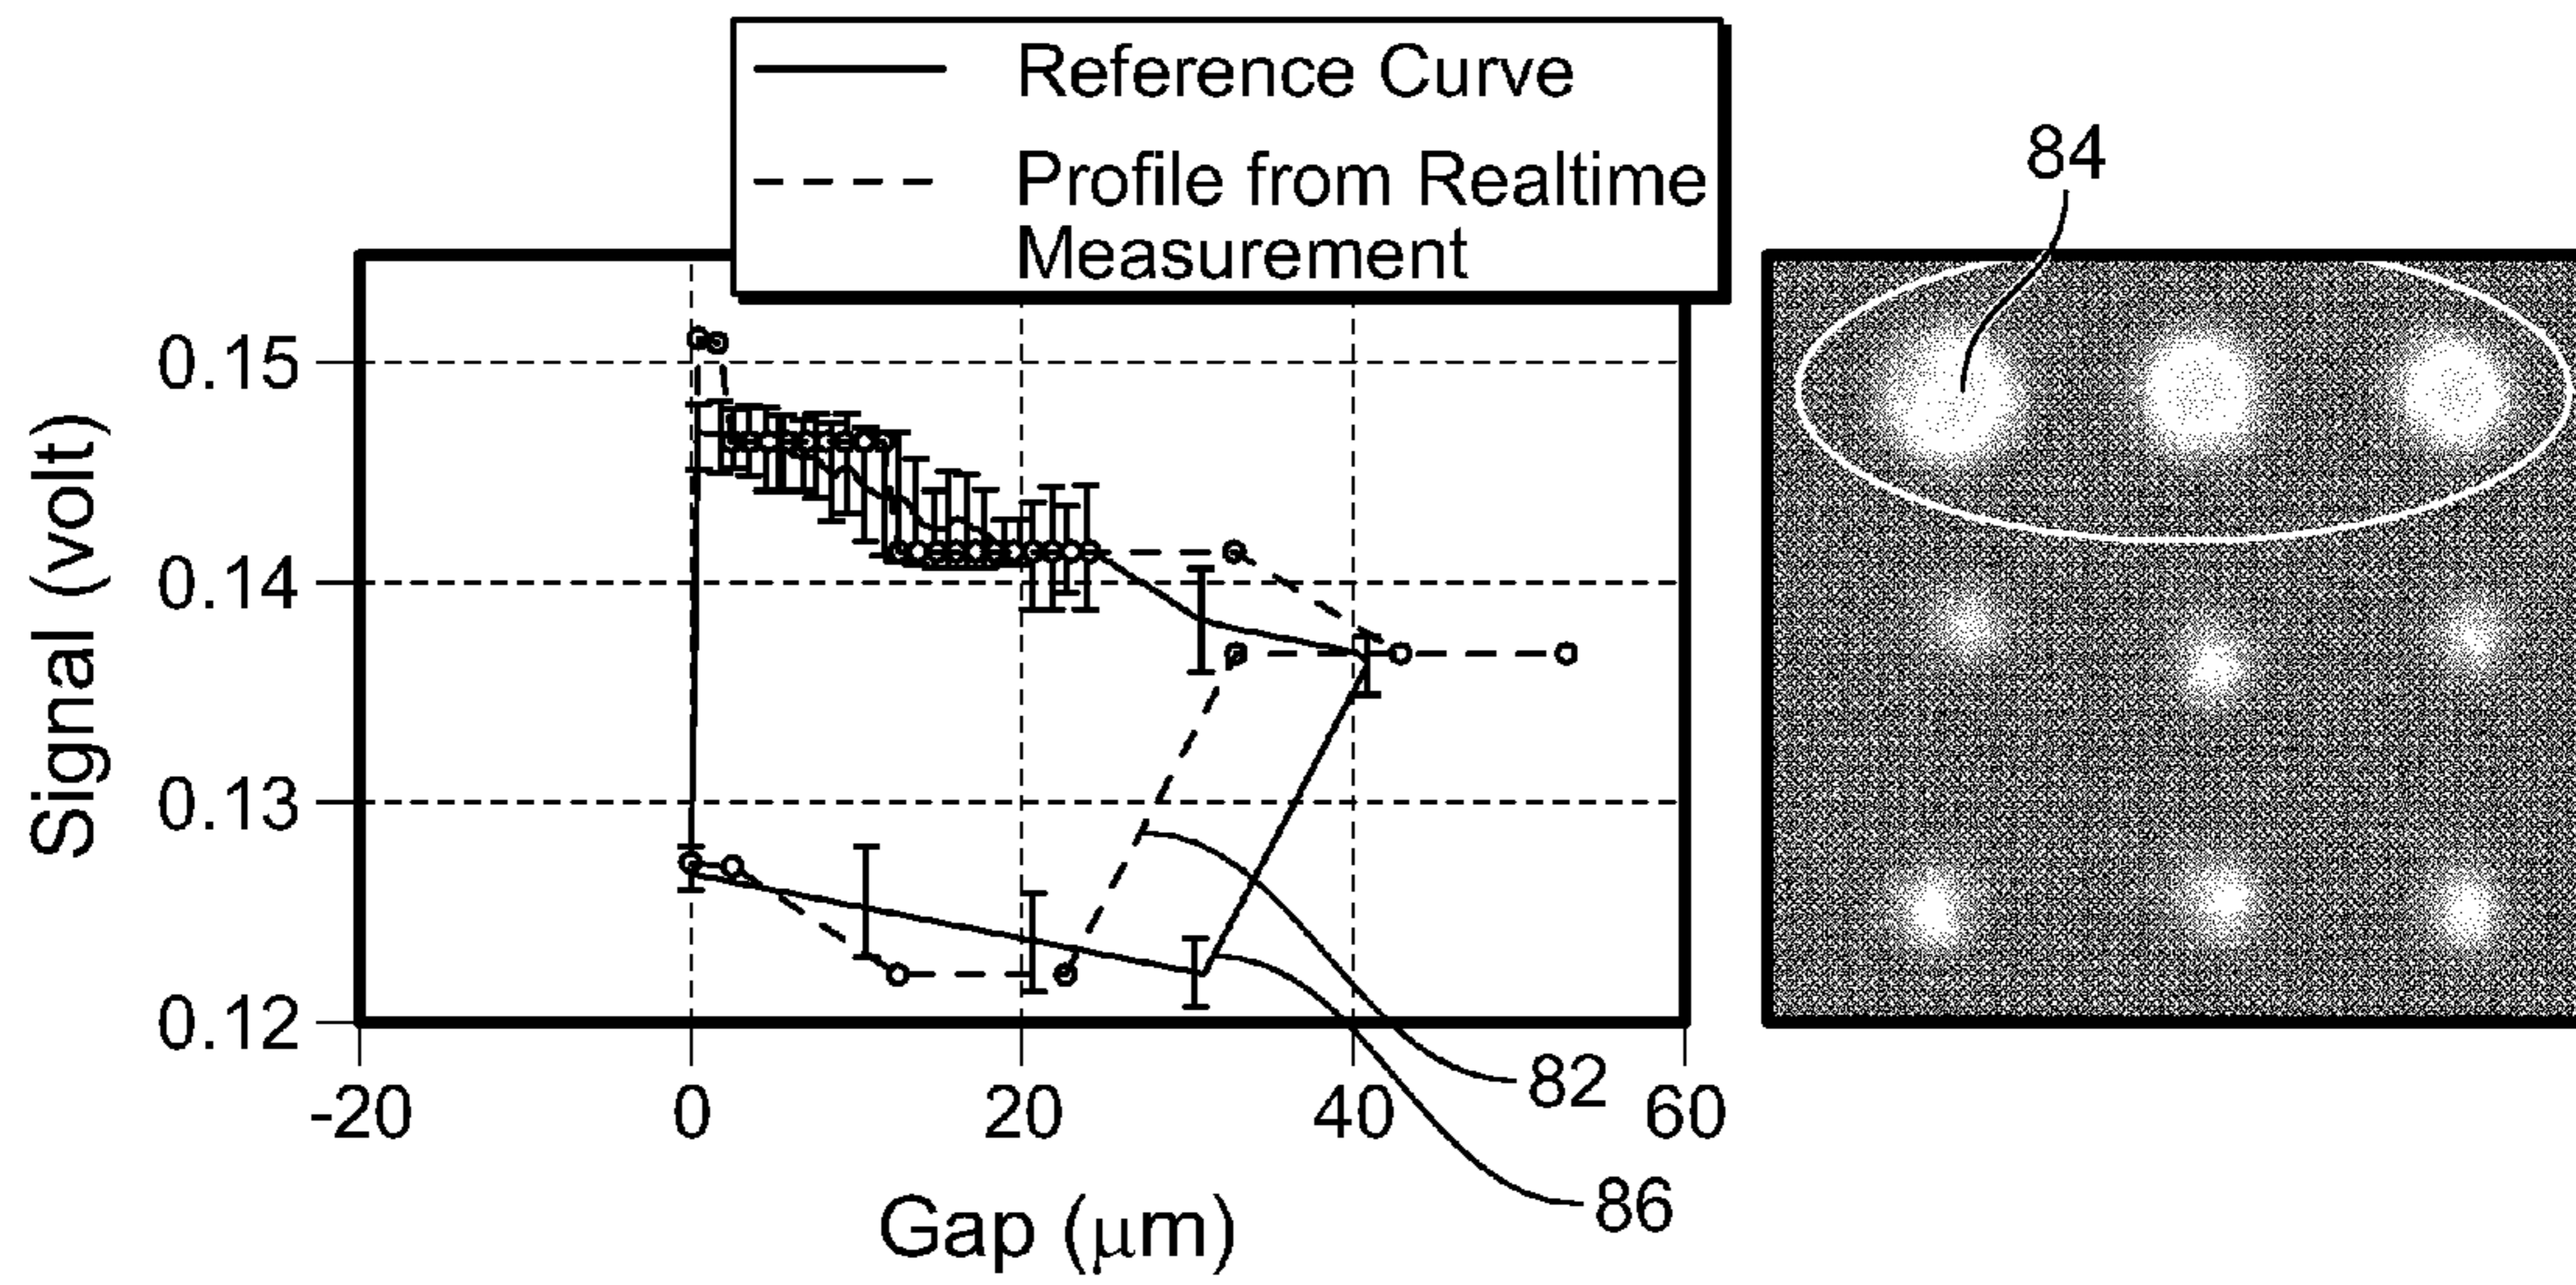 Reference Curve
Profile from Realtime
Measurement
84
Signal (volt)
0.15
0.14
0.13
0.12
-20
0
20
40
60
82
86
Gap (μm)